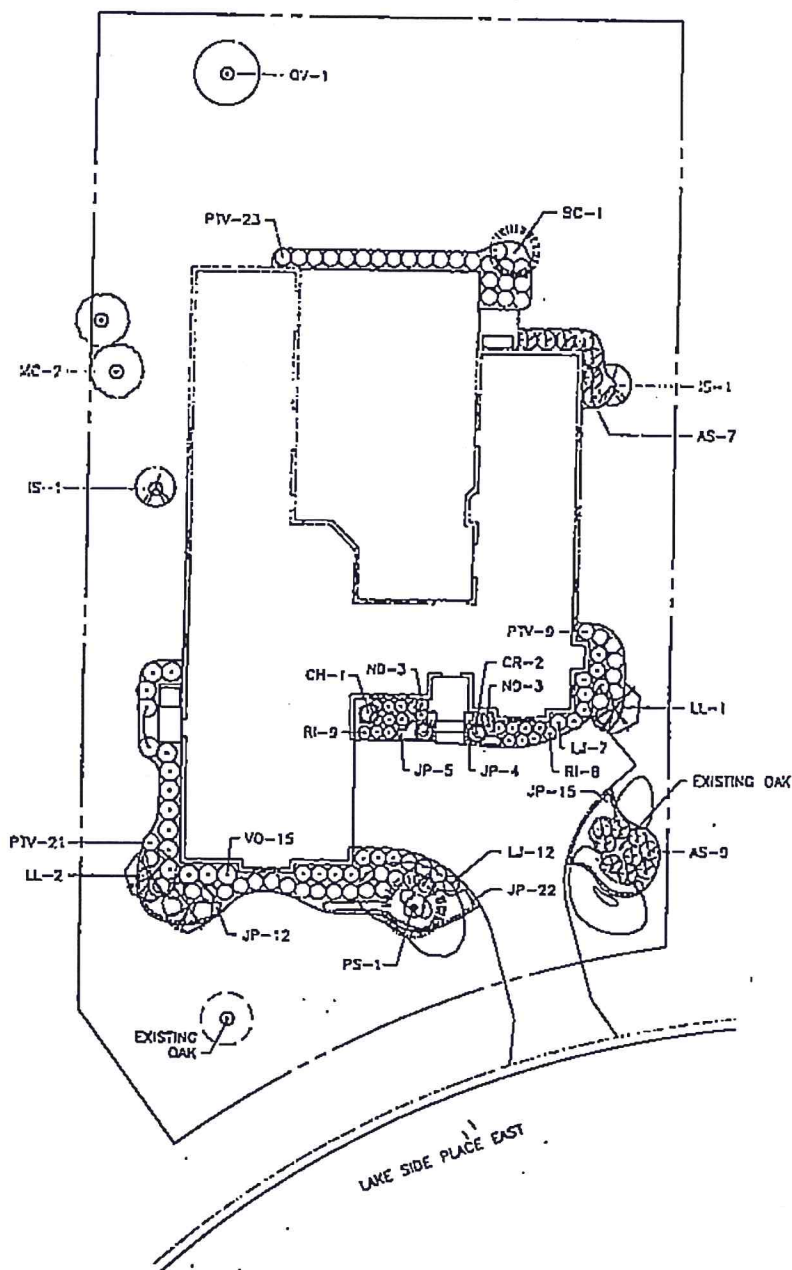 QV-1
PTV-23
BC-1
MC-2
IS-1
AS-7
IS-1
PTV-9
CH-1
ND-3
CR-2
ND-3
LL-1
RI-9
LJ-7
JP-5
JP-4
RI-8
EXISTING OAK
JP-15
PTV-21
VO-15
LJ-12
AS-9
LL-2
JP-22
JP-12
PS-1
EXISTING
OAK
LAKE SIDE PLACE EAST